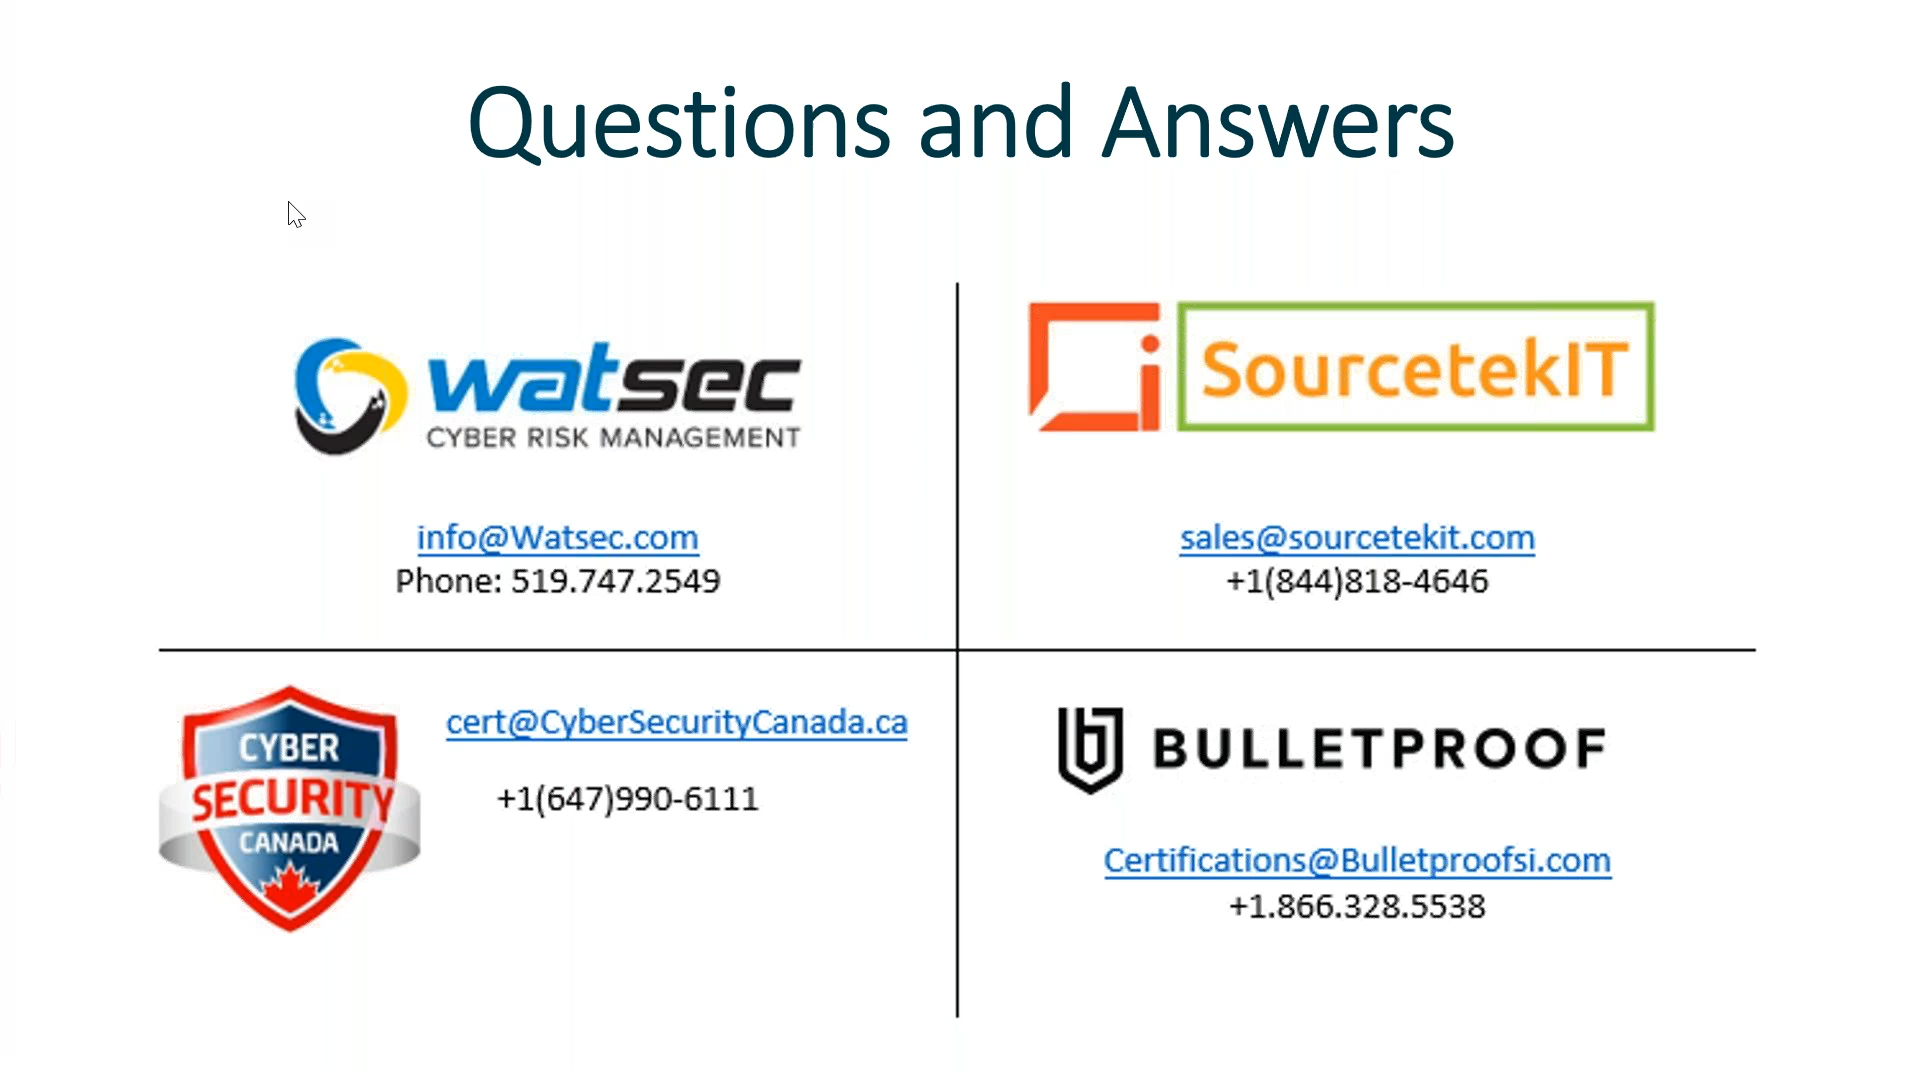 Questions and Answers
watsec
CYBER RISK MANAGEMENT
info@Watsec.com
Phone: 519.747.2549
SourcetekIT
sales@sourcetekit.com
+1(844)818-4646
CYBER
SECURITY
CANADA
cert@CyberSecurityCanada.ca
+1(647)990-6111
BULLETPROOF
Certifications@Bulletproofsi.com
+1.866.328.5538